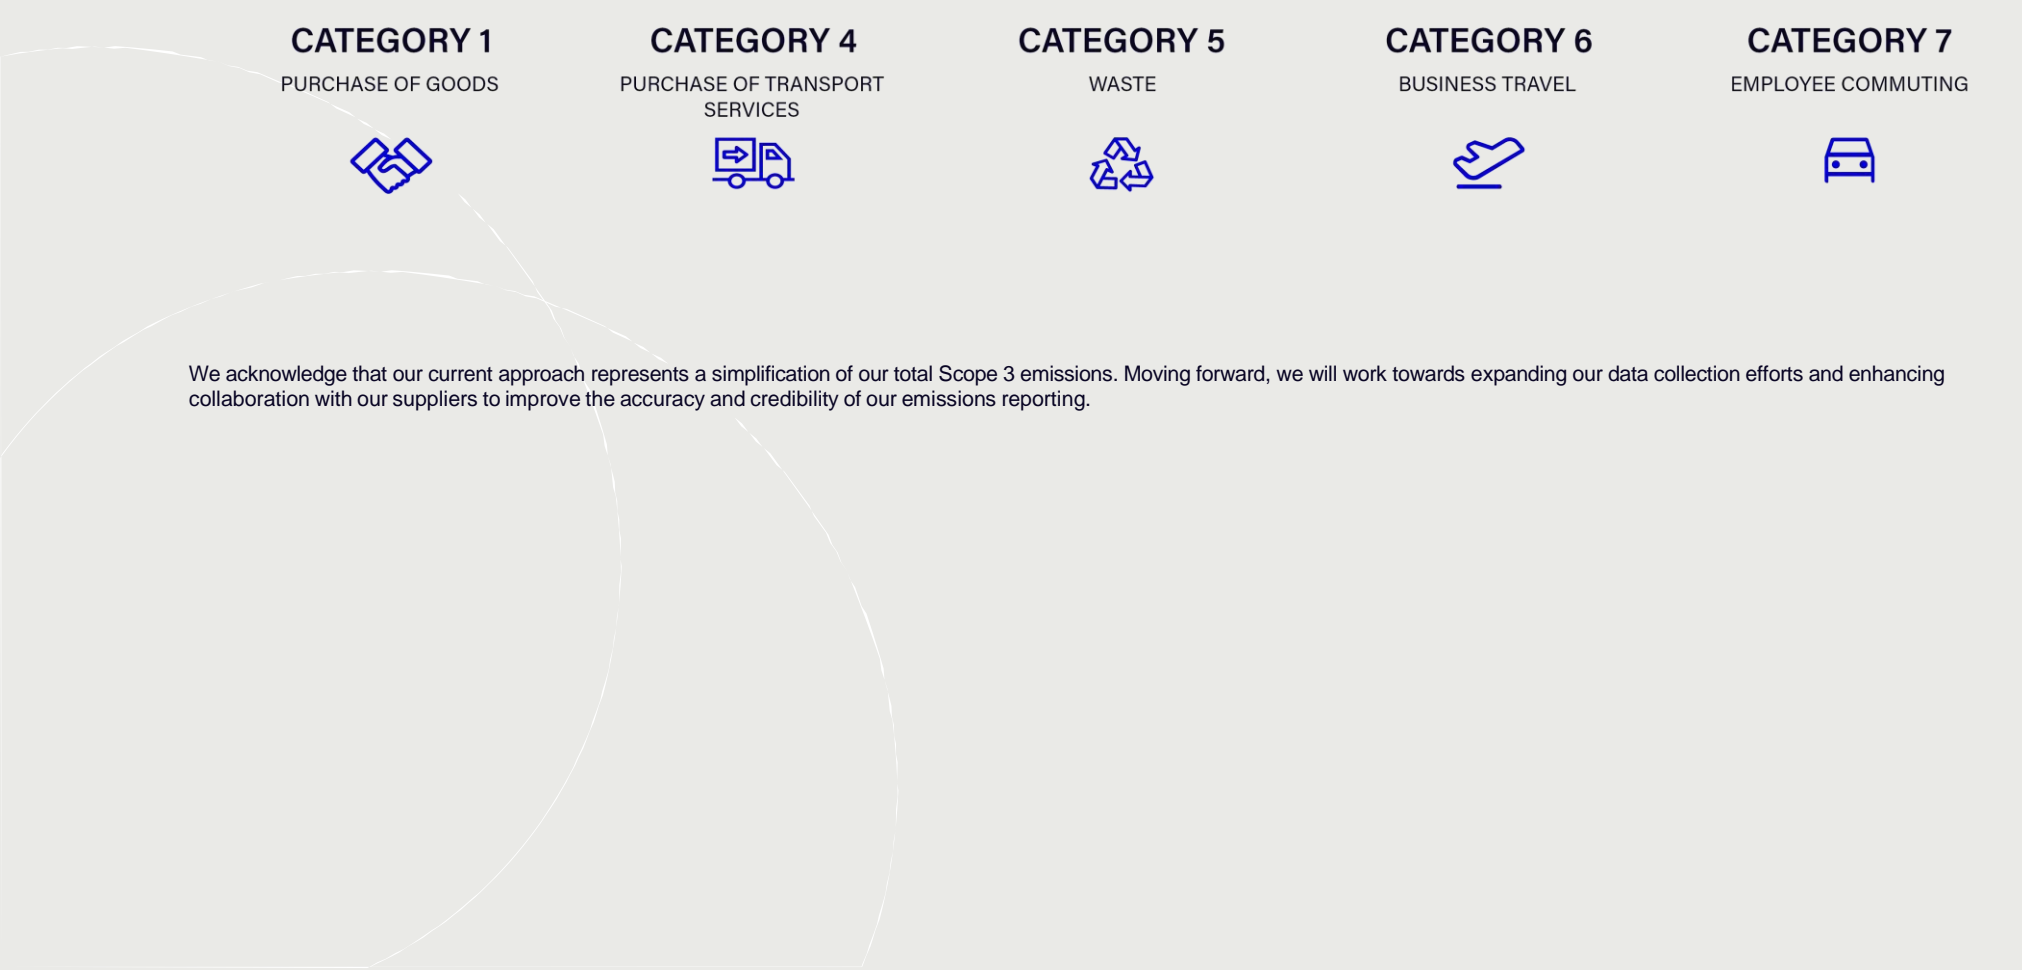 CATEGORY 1
PURCHASE OF GOODS
CATEGORY 4
PURCHASE OF TRANSPORT
SERVICES
CATEGORY 5
WASTE
CATEGORY 6
BUSINESS TRAVEL
CATEGORY 7
EMPLOYEE COMMUTING
We acknowledge that our current approach represents a simplification of our total Scope 3 emissions. Moving forward, we will work towards expanding our data collection efforts and enhancing
collaboration with our suppliers to improve the accuracy and credibility of our emissions reporting.